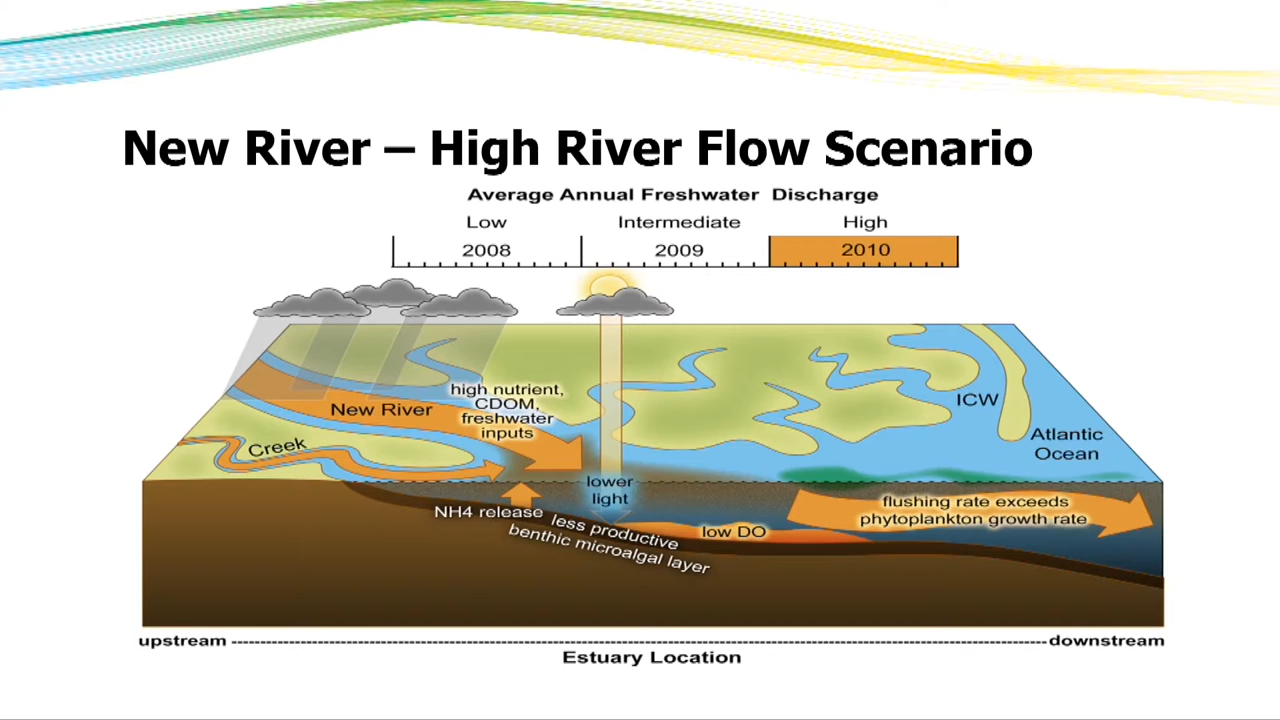 New River – High River Flow Scenario
Average Annual Freshwater Discharge
Low Intermediate High
2008 2009 2010
high nutrient,
CDOM,
freshwater
inputs
New River
Creek
ICW
Atlantic
Ocean
lower
light
NH4 release
less productive
benthic microalgal layer
low DO
flushing rate exceeds
phytoplankton growth rate
upstream downstream
Estuary Location